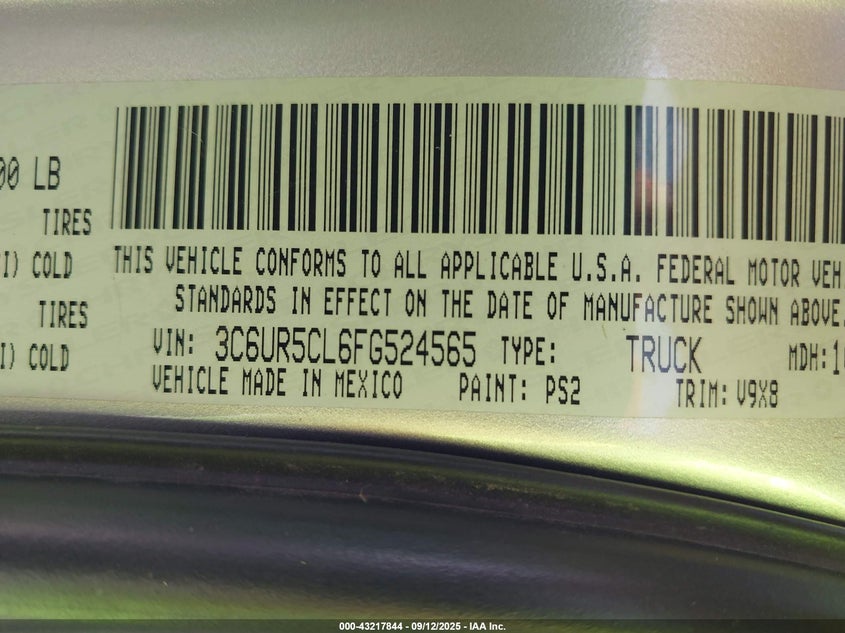 00 LB
TIRES
I) COLD
TIRES
I) COLD
THIS VEHICLE CONFORMS TO ALL APPLICABLE U.S.A. FEDERAL MOTOR VEH
STANDARDS IN EFFECT ON THE DATE OF MANUFACTURE SHOWN ABOVE.
VIN: 3C6UR5CL6FG524565 TYPE: TRUCK MDH:1
VEHICLE MADE IN MEXICO PAINT: PS2 TRIM: V9X8
000-43217844 - 09/12/2025 - IAA Inc.